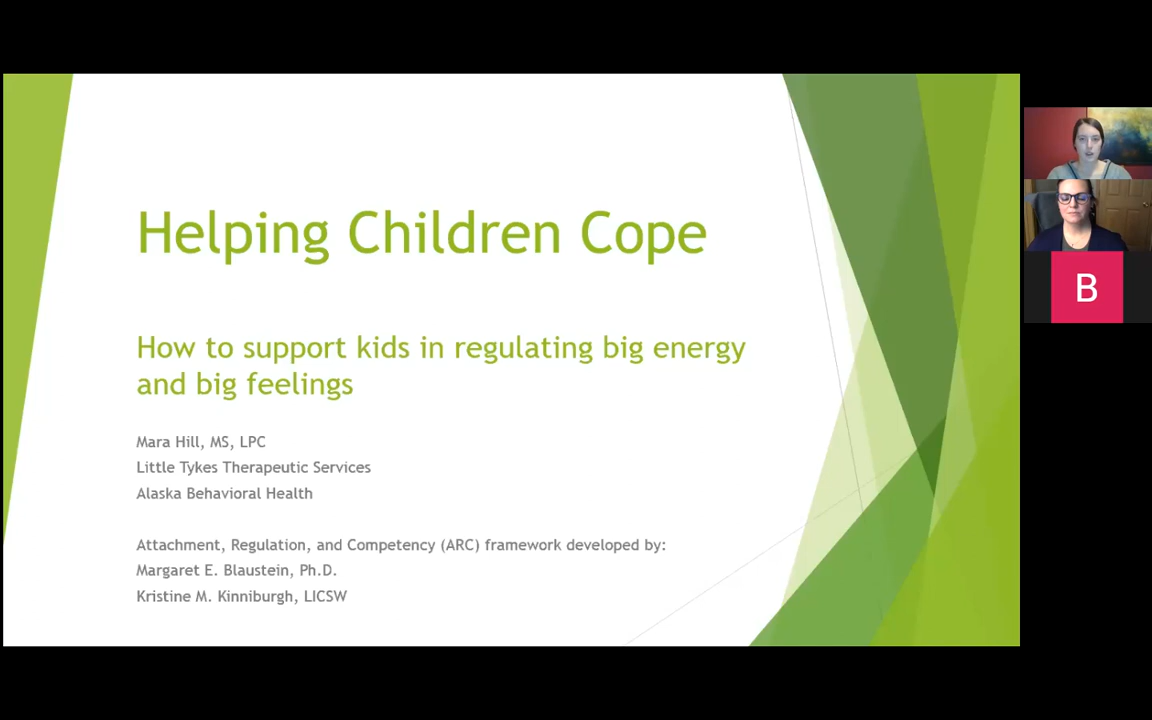 Helping Children Cope
How to support kids in regulating big energy
and big feelings
Mara Hill, MS, LPC
Little Tykes Therapeutic Services
Alaska Behavioral Health
Attachment, Regulation, and Competency (ARC) framework developed by:
Margaret E. Blaustein, Ph.D.
Kristine M. Kinniburgh, LICSW
B